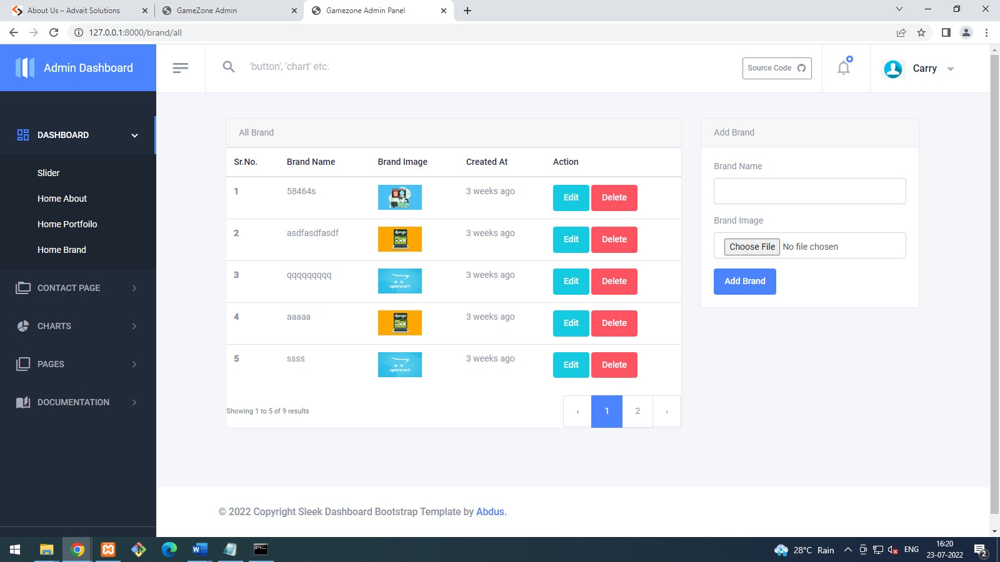 About Us – Advait Solutions
GameZone Admin
Gamezone Admin Panel
127.0.0.1:8000/brand/all
Admin Dashboard
'button', 'chart' etc.
Source Code
Carry
DASHBOARD
Slider
Home About
Home Portfoilo
Home Brand
CONTACT PAGE
CHARTS
PAGES
DOCUMENTATION
All Brand
Sr.No. Brand Name Brand Image Created At Action
1 58464s 3 weeks ago Edit Delete
2 asdfasdfasdf django 3 weeks ago Edit Delete
3 qqqqqqqqq opencart 3 weeks ago Edit Delete
4 aaaaa django 3 weeks ago Edit Delete
5 ssss opencart 3 weeks ago Edit Delete
Showing 1 to 5 of 9 results
‹ 1 2 ›
Add Brand
Brand Name
Brand Image
Choose File No file chosen
Add Brand
© 2022 Copyright Sleek Dashboard Bootstrap Template by Abdus.
28°C Rain
ENG
16:20
23-07-2022
2